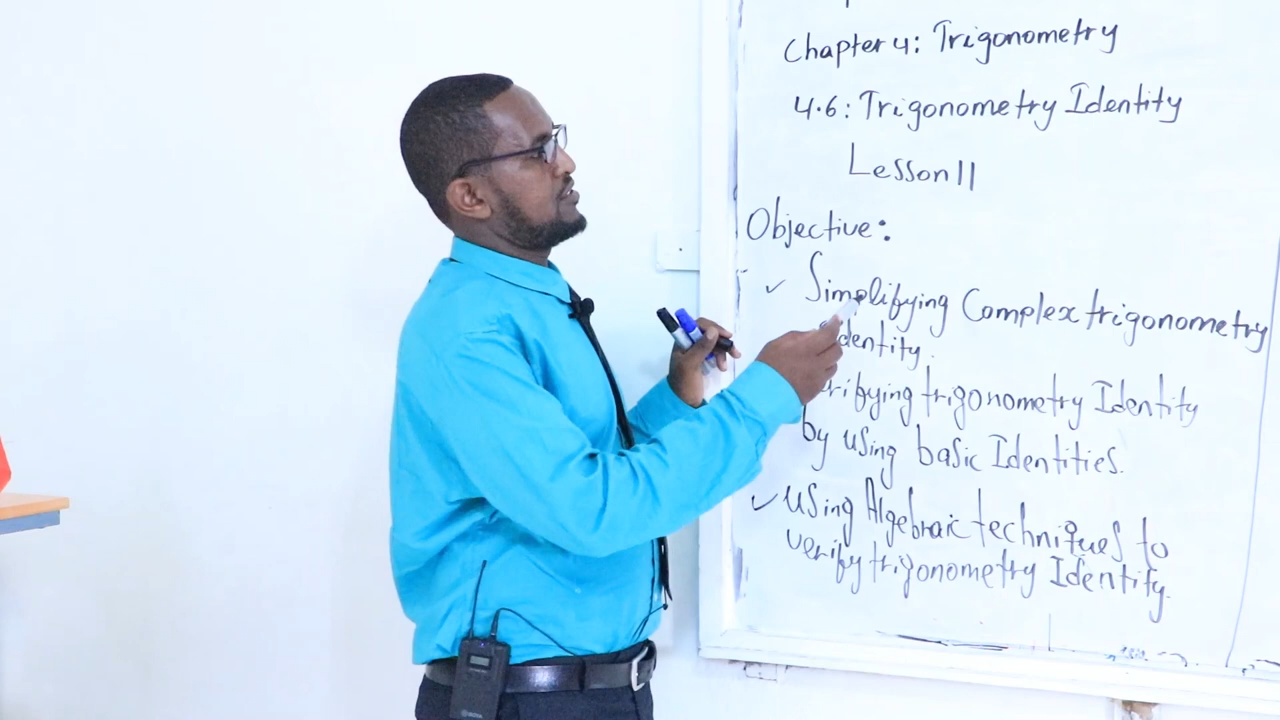 Chapter 4: Trigonometry
4.6: Trigonometry Identity
Lesson 11
Objective:
✓ Simplifying Complex trigonometry
identity.
rifying trigonometry Identity
by using basic Identities.
✓ Using Algebraic techniques to
verify trigonometry Identity.